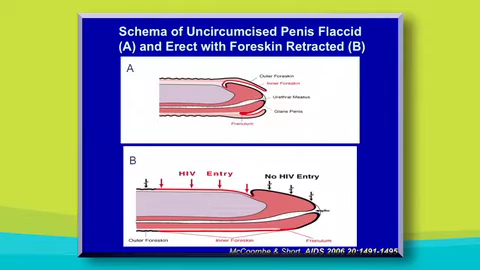 Schema of Uncircumcised Penis Flaccid
(A) and Erect with Foreskin Retracted (B)
A
Outer Foreskin
Inner Foreskin
Urethral Meatus
Glans Penis
Frenulum
B
HIV Entry
No HIV Entry
Outer Foreskin
Inner Foreskin
Frenulum
McCoombe & Short, AIDS 2006 20:1491-1495